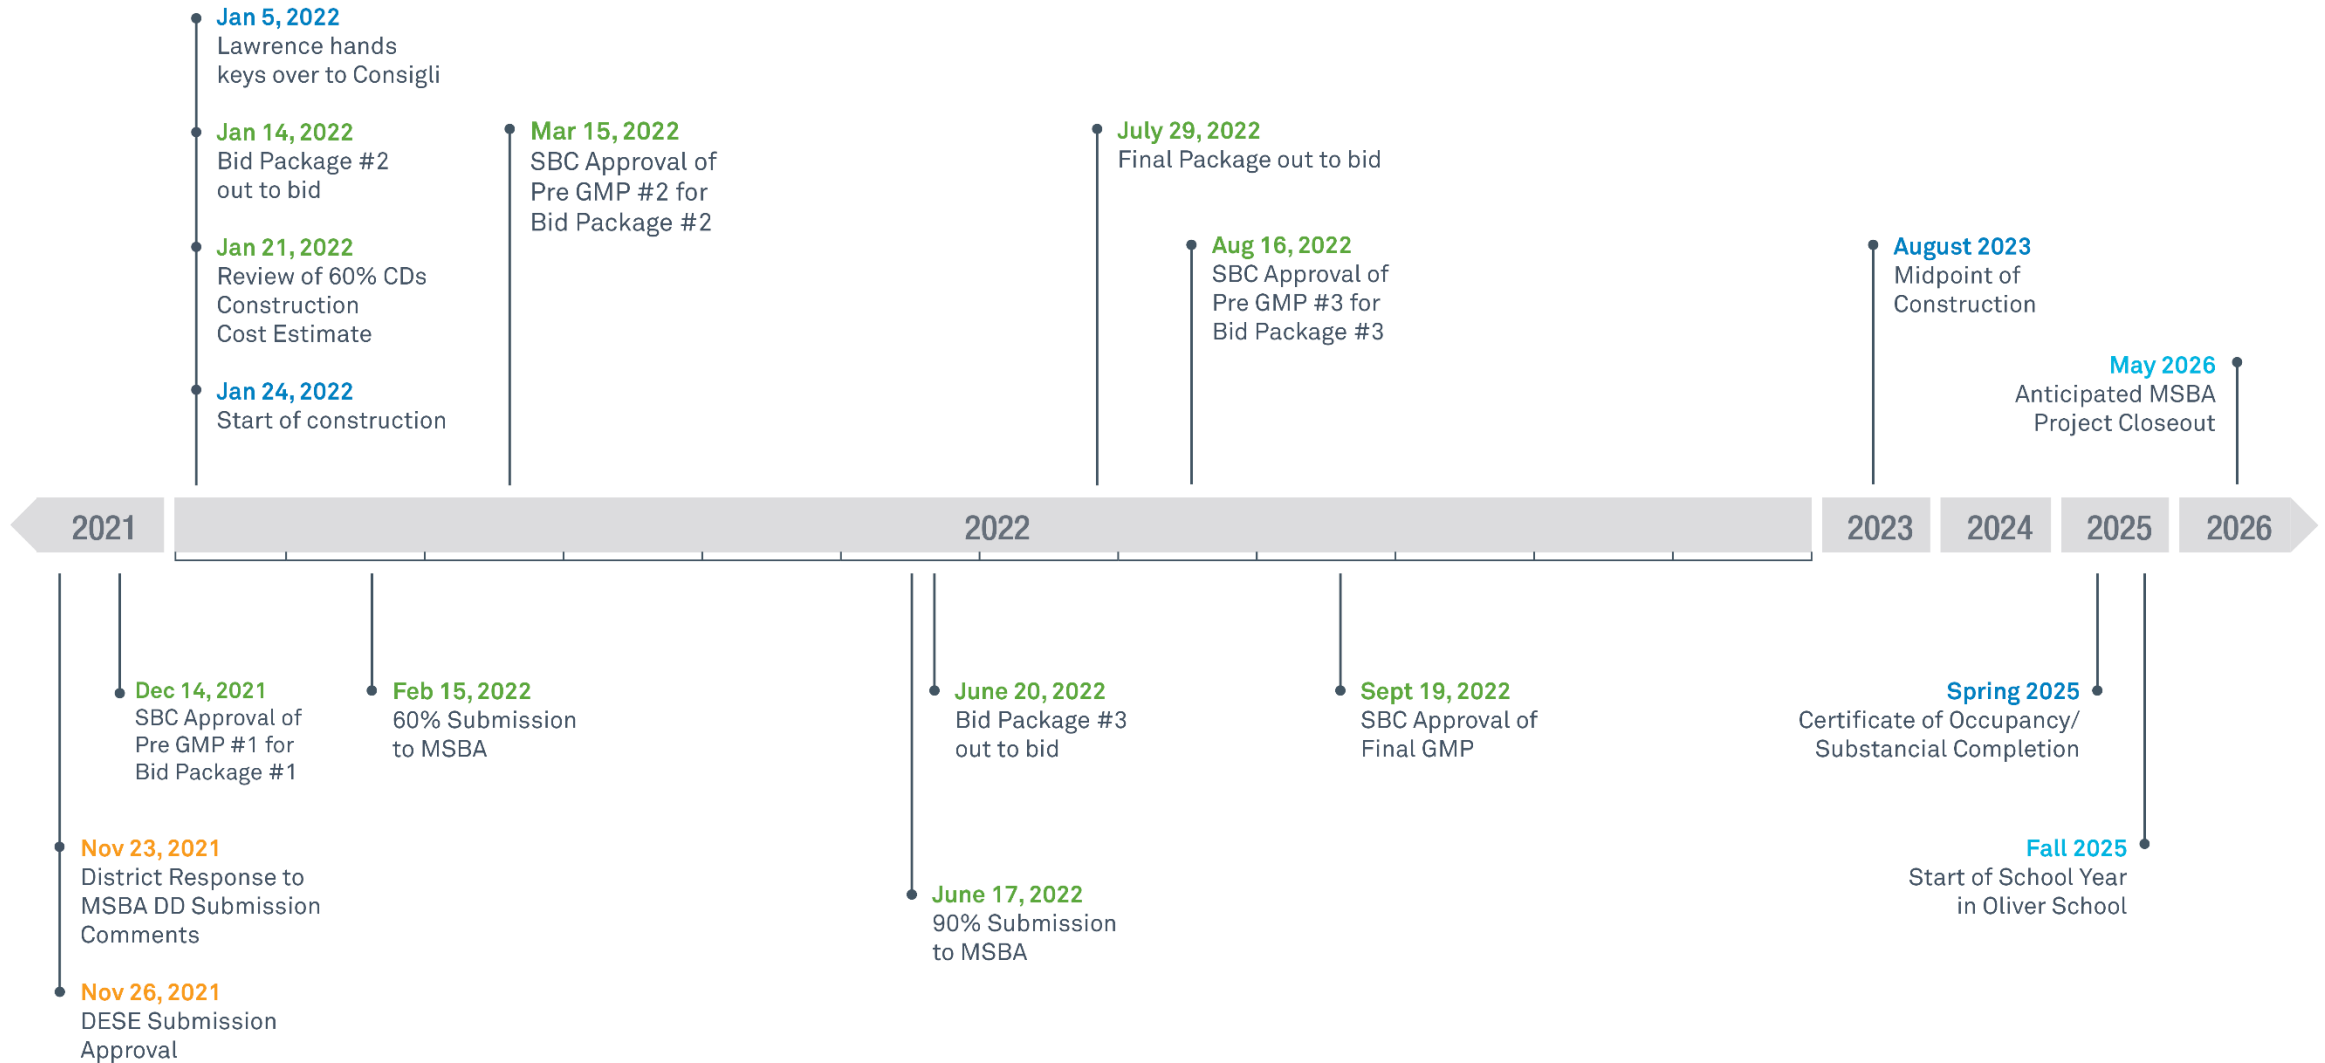 Jan 5, 2022
Lawrence hands
keys over to Consigli
Jan 14, 2022
Bid Package #2
out to bid
Jan 21, 2022
Review of 60% CDs
Construction
Cost Estimate
Jan 24, 2022
Start of construction
Mar 15, 2022
SBC Approval of
Pre GMP #2 for
Bid Package #2
July 29, 2022
Final Package out to bid
Aug 16, 2022
SBC Approval of
Pre GMP #3 for
Bid Package #3
August 2023
Midpoint of
Construction
May 2026
Anticipated MSBA
Project Closeout
2021
2022
2023
2024
2025
2026
Dec 14, 2021
SBC Approval of
Pre GMP #1 for
Bid Package #1
Nov 23, 2021
District Response to
MSBA DD Submission
Comments
Nov 26, 2021
DESE Submission
Approval
Feb 15, 2022
60% Submission
to MSBA
June 20, 2022
Bid Package #3
out to bid
June 17, 2022
90% Submission
to MSBA
Sept 19, 2022
SBC Approval of
Final GMP
Spring 2025
Certificate of Occupancy/
Substancial Completion
Fall 2025
Start of School Year
in Oliver School